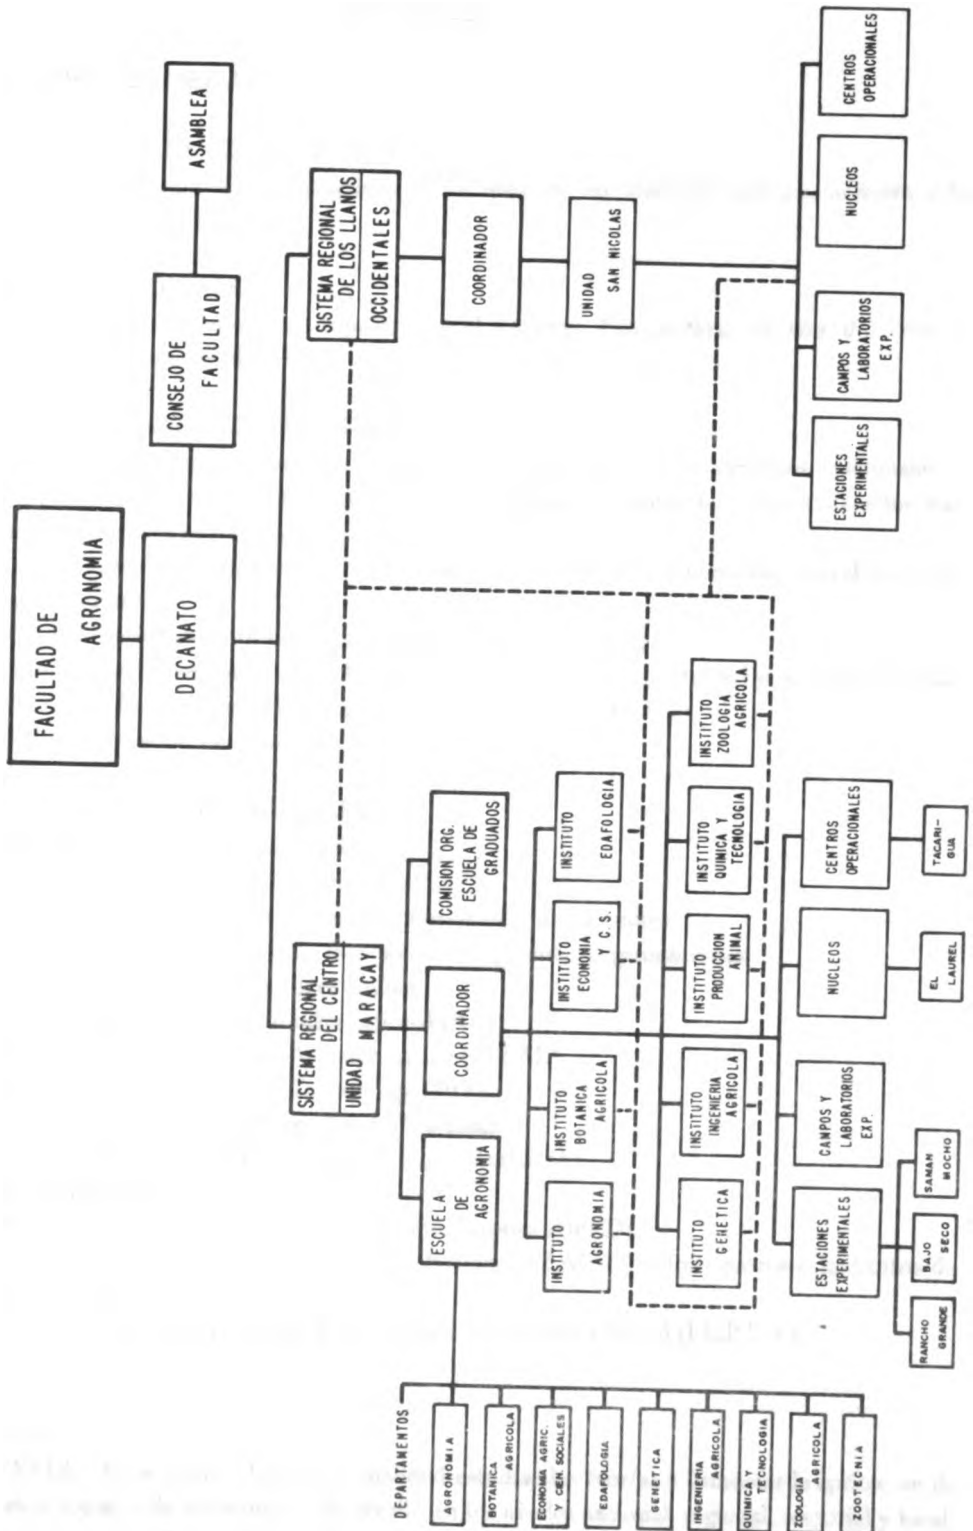 FACULTAD DE
AGRONOMIA
DECANATO
CONSEJO DE
FACULTAD
ASAMBLEA
SISTEMA REGIONAL
DEL CENTRO
UNIDAD
MARACAY
SISTEMA REGIONAL
DE LOS LLANOS
OCCIDENTALES
ESCUELA
DE
AGRONOMIA
COORDINADOR
COMISION ORG.
ESCUELA DE
GRADUADOS
COORDINADOR
UNIDAD
SAN NICOLAS
INSTITUTO
AGRONOMIA
INSTITUTO
BOTANICA
AGRICOLA
INSTITUTO
ECONOMIA
Y C.S.
INSTITUTO
EDAFOLOGIA
INSTITUTO
GENETICA
INSTITUTO
INGENIERIA
AGRICOLA
INSTITUTO
PRODUCCION
ANIMAL
INSTITUTO
QUIMICA Y
TECNOLOGIA
INSTITUTO
ZOOLOGIA
AGRICOLA
ESTACIONES
EXPERIMENTALES
CAMPOS Y
LABORATORIOS
EXP.
NUCLEOS
CENTROS
OPERACIONALES
ESTACIONES
EXPERIMENTALES
CAMPOS Y
LABORATORIOS
EXP.
NUCLEOS
CENTROS
OPERACIONALES
RANCHO
GRANDE
BAJO
SECO
SAMAN
MOCHO
EL
LAUREL
TACARI-
GUA
DEPARTAMENTOS
AGRONOMIA
BOTANICA
AGRICOLA
ECONOMIA AGRIC.
Y CIEN. SOCIALES
EDAFOLOGIA
GENETICA
INGENIERIA
AGRICOLA
QUIMICA Y
TECNOLOGIA
ZOOLOGIA
AGRICOLA
ZOOTECNIA